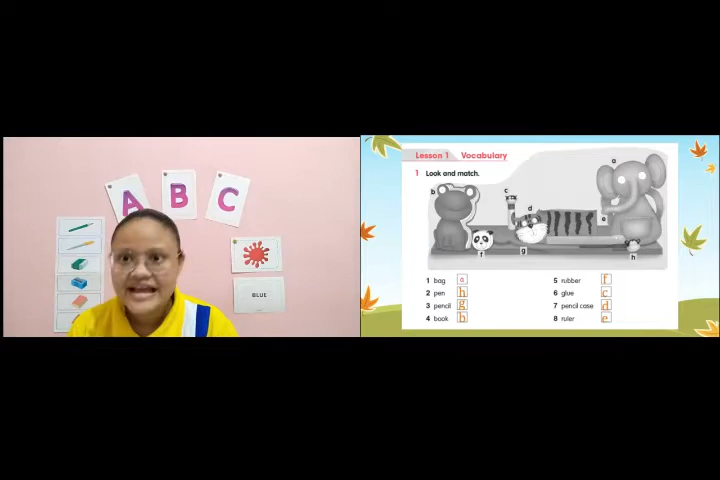 A B C
BLUE
Lesson 1 Vocabulary
1 Look and match.
a
b
c
d
e
f
g
h
1 bag a
2 pen h
3 pencil g
4 book b
5 rubber f
6 glue c
7 pencil case d
8 ruler e